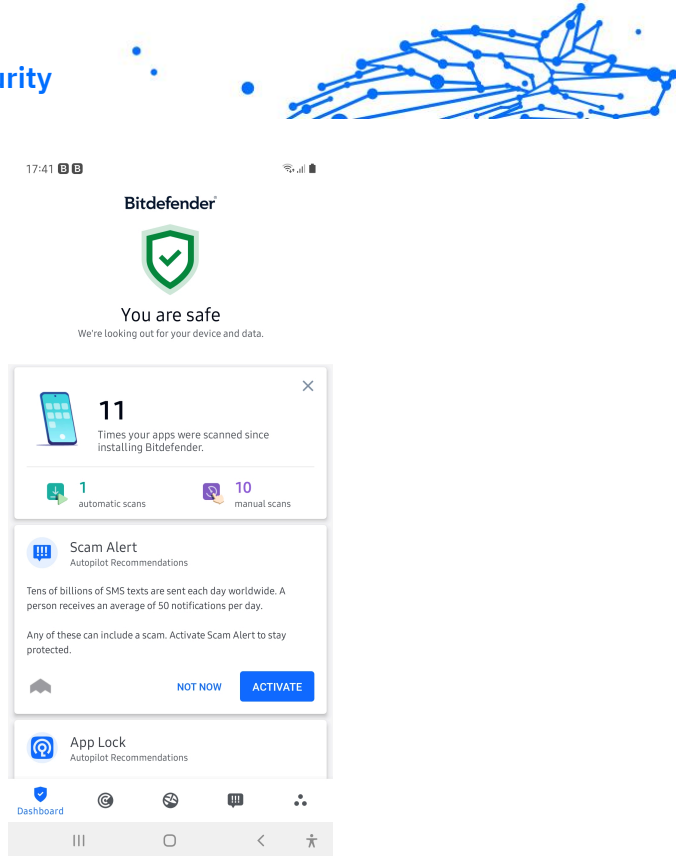 urity
17:41 B B
Bitdefender
You are safe
We're looking out for your device and data.
11
Times your apps were scanned since
installing Bitdefender.
1
automatic scans
10
manual scans
Scam Alert
Autopilot Recommendations
Tens of billions of SMS texts are sent each day worldwide. A
person receives an average of 50 notifications per day.
Any of these can include a scam. Activate Scam Alert to stay
protected.
NOT NOW
ACTIVATE
App Lock
Autopilot Recommendations
Dashboard